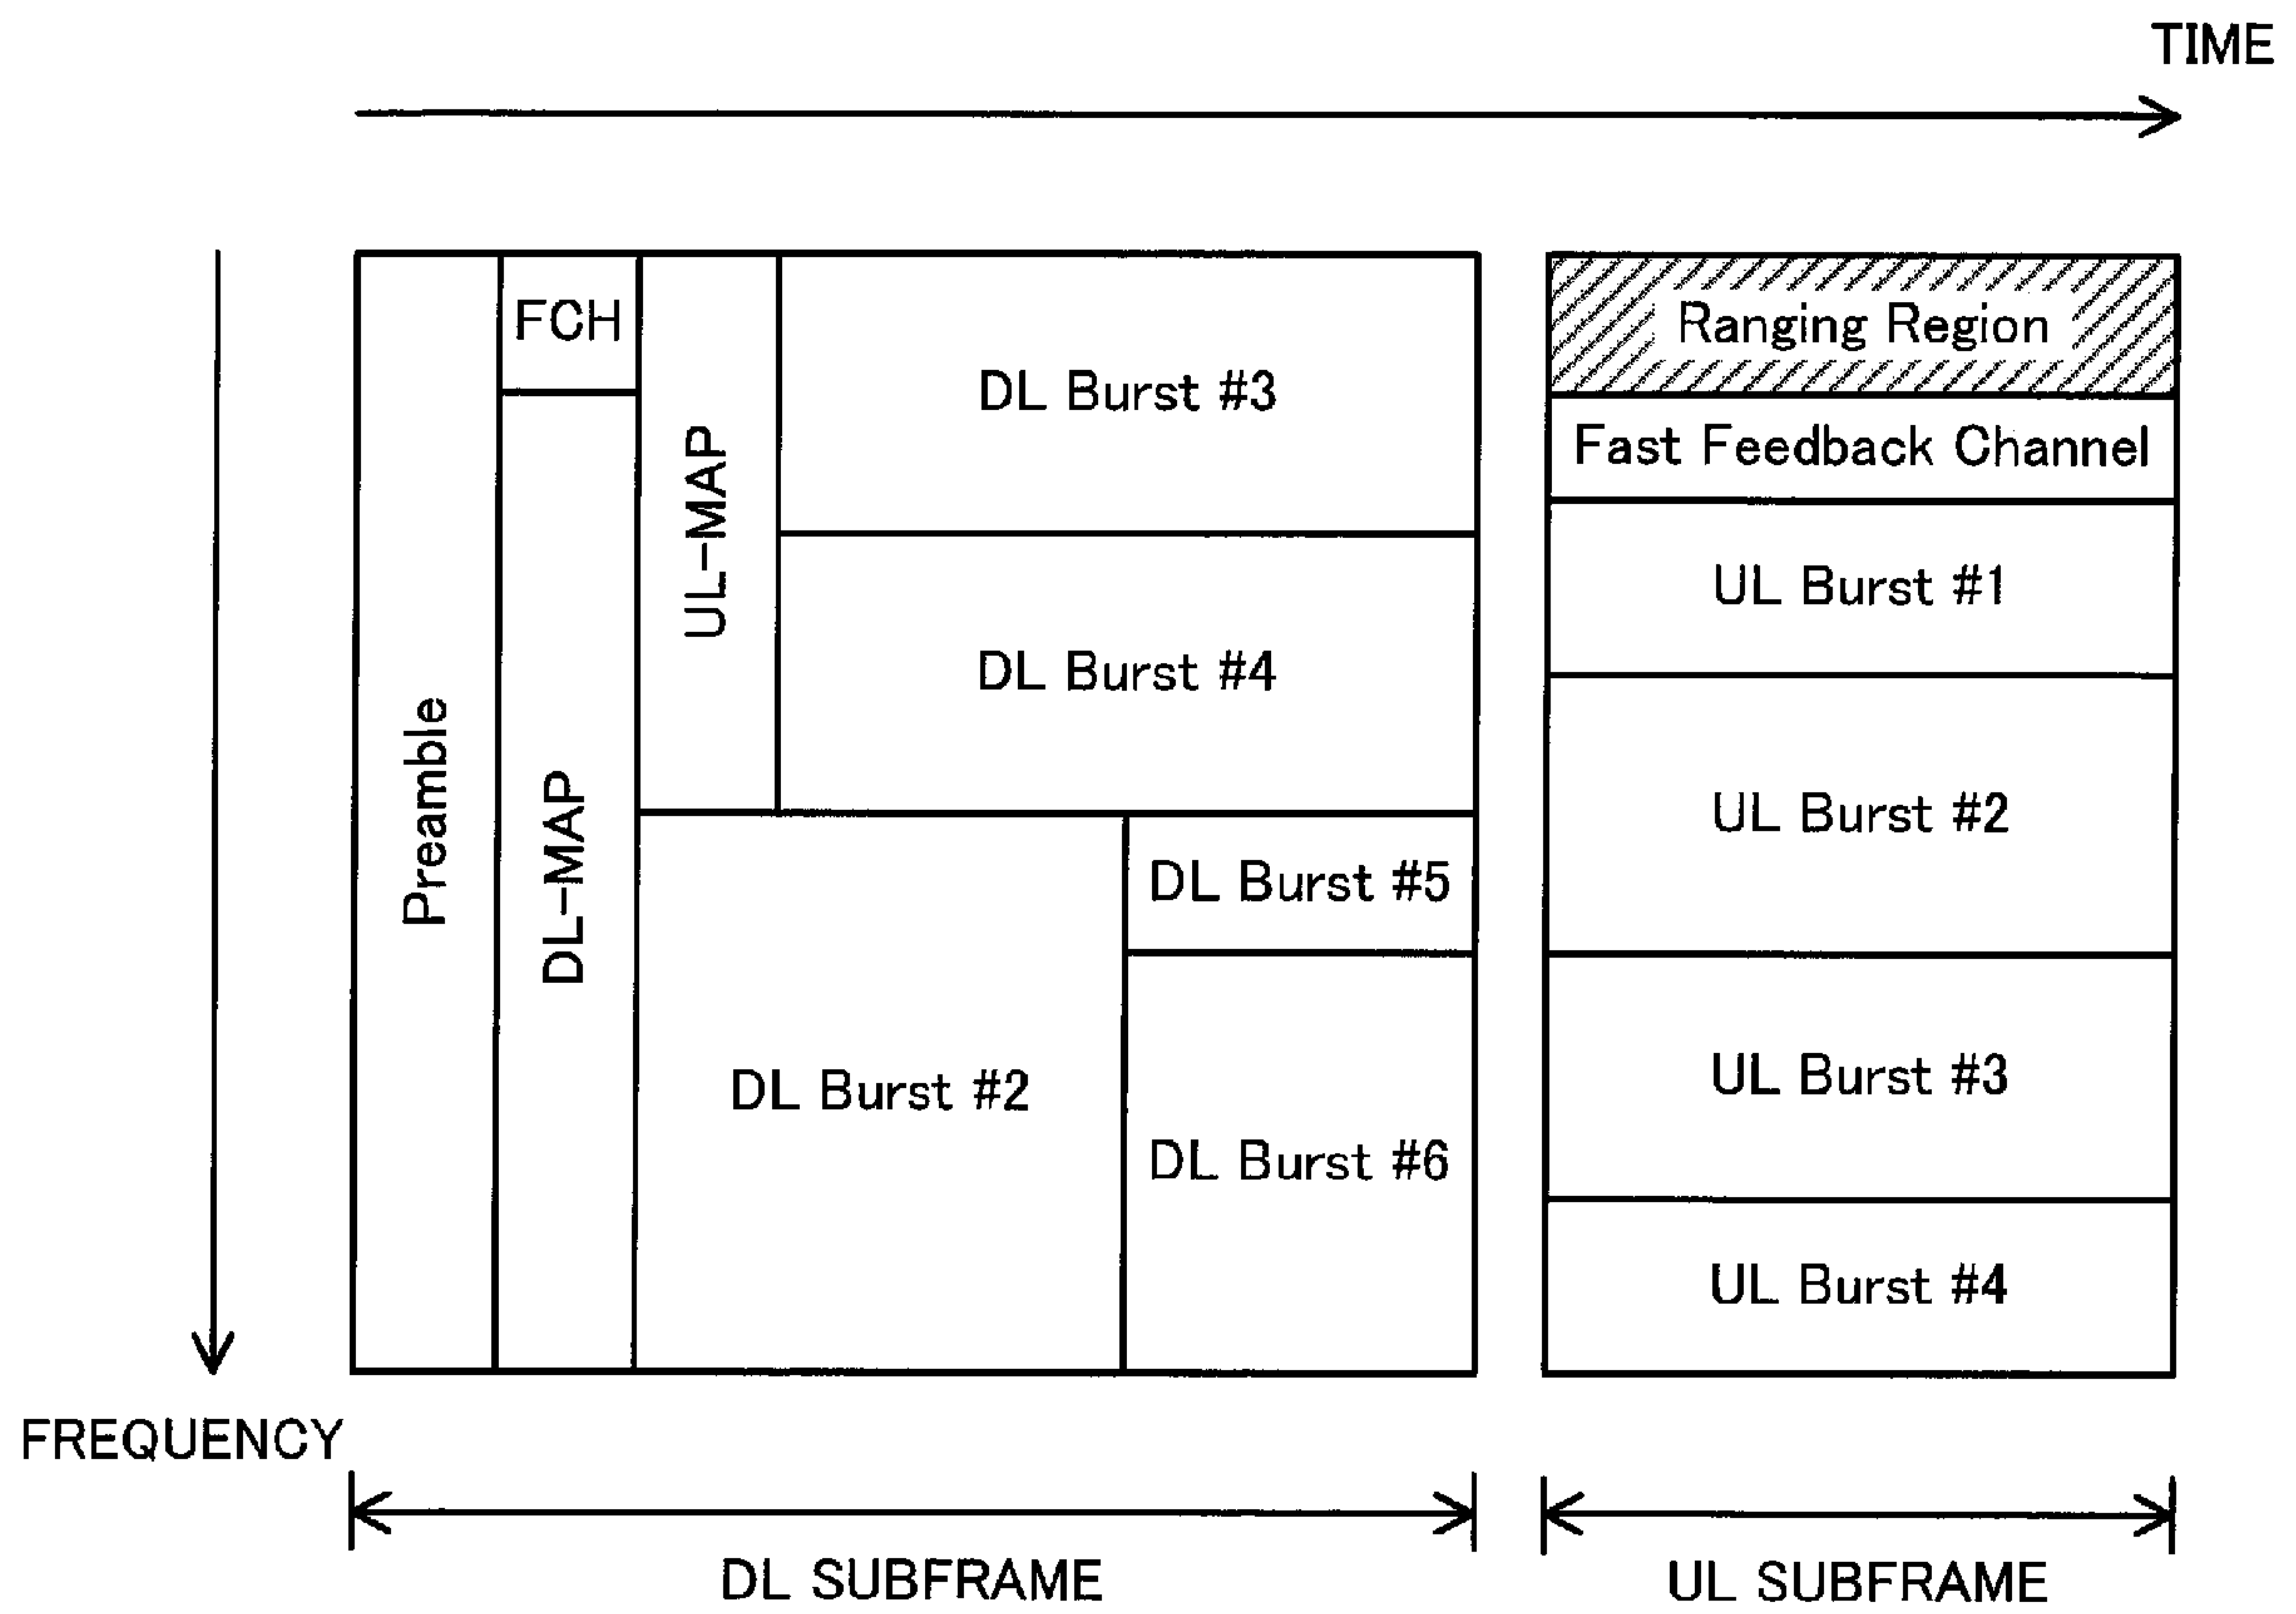 TIME
FCH
Ranging Region
DL Burst #3
Fast Feedback Channel
UL-MAP
UL Burst #1
DL Burst #4
Preamble
UL Burst #2
DL-MAP
DL Burst #5
DL Burst #2
UL Burst #3
DL Burst #6
UL Burst #4
FREQUENCY
DL SUBFRAME
UL SUBFRAME